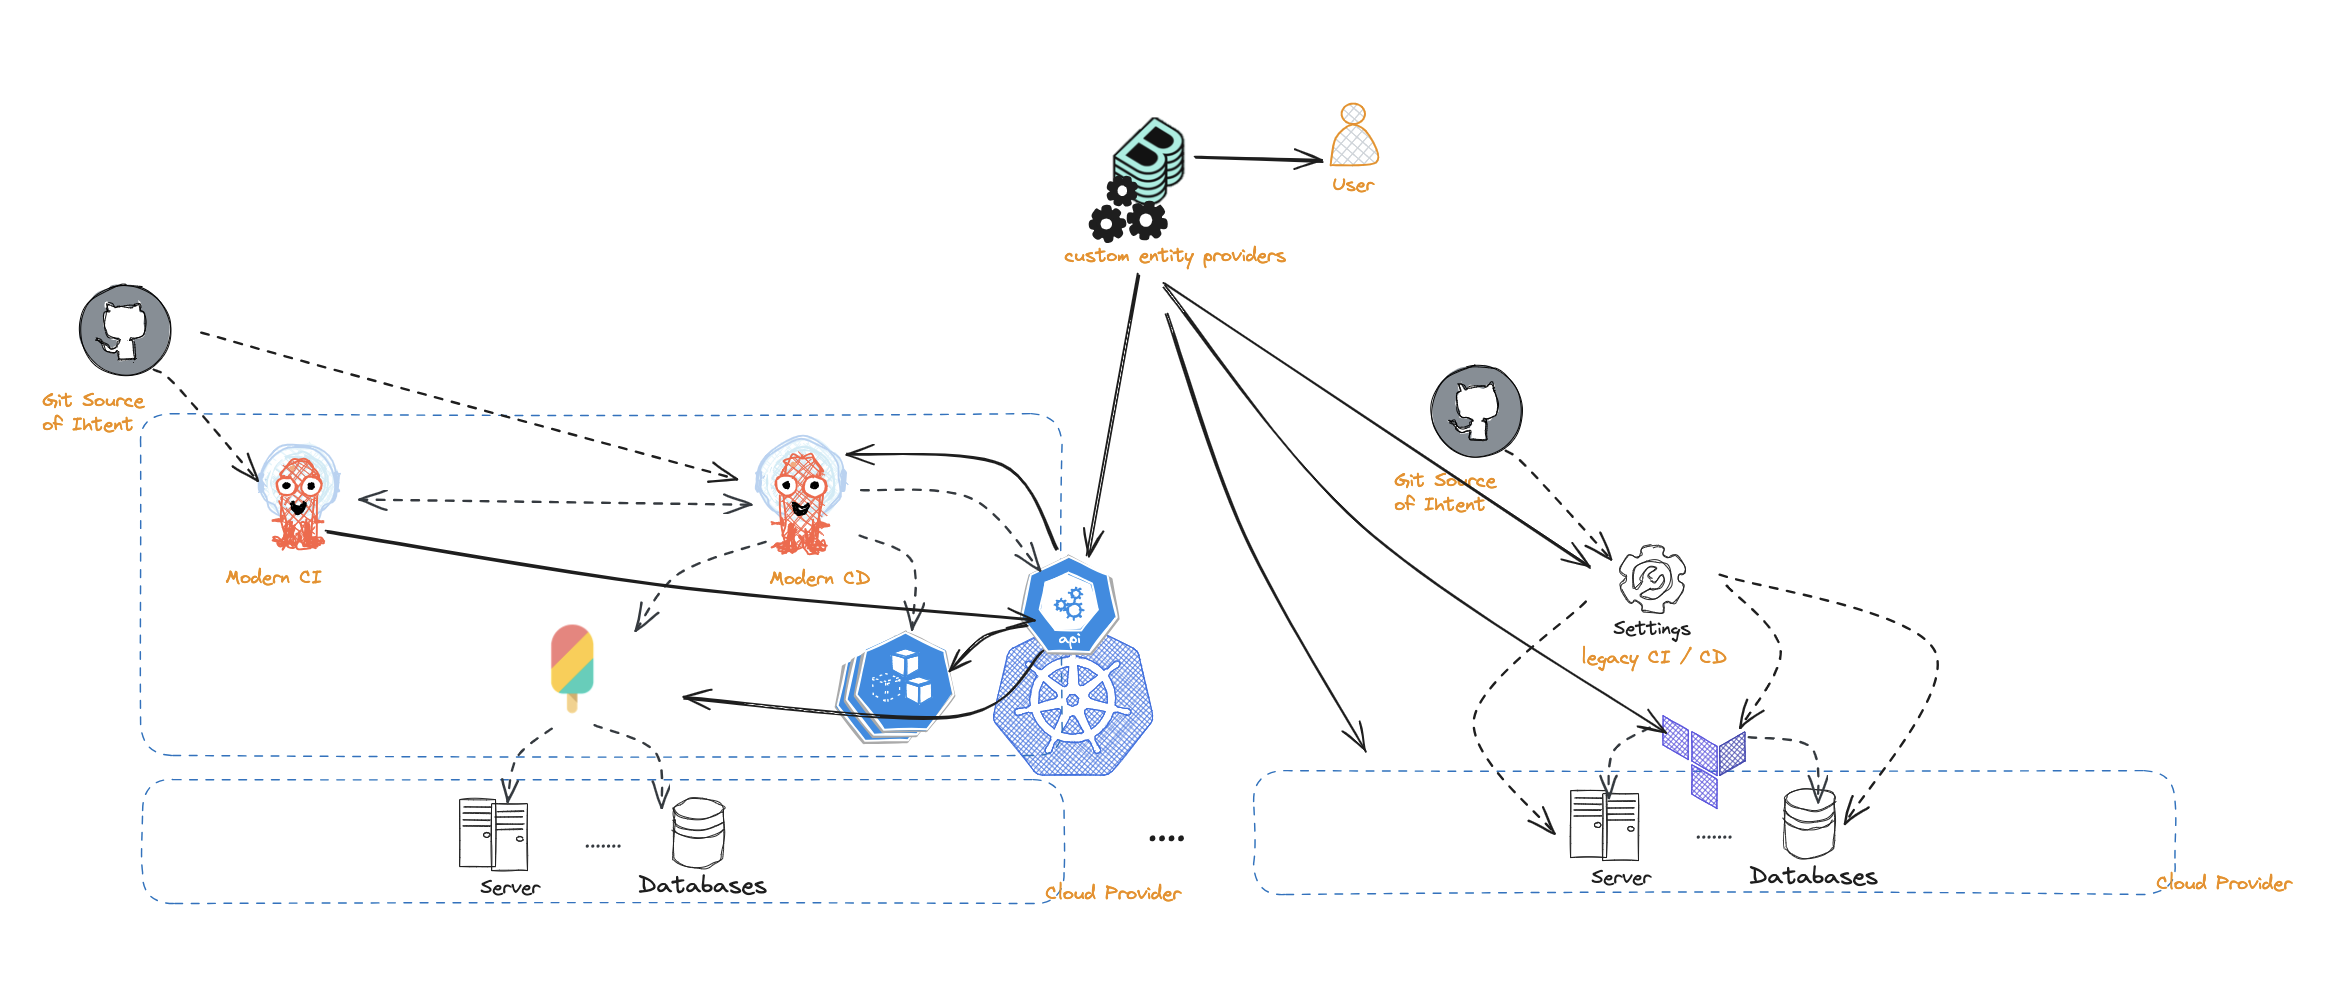 B
User
custom entity providers
Git Source
of Intent
Modern CI
Modern CD
api
Git Source
of Intent
Settings
legacy CI / CD
.......
Server
Databases
Cloud Provider
....
.......
Server
Databases
Cloud Provider